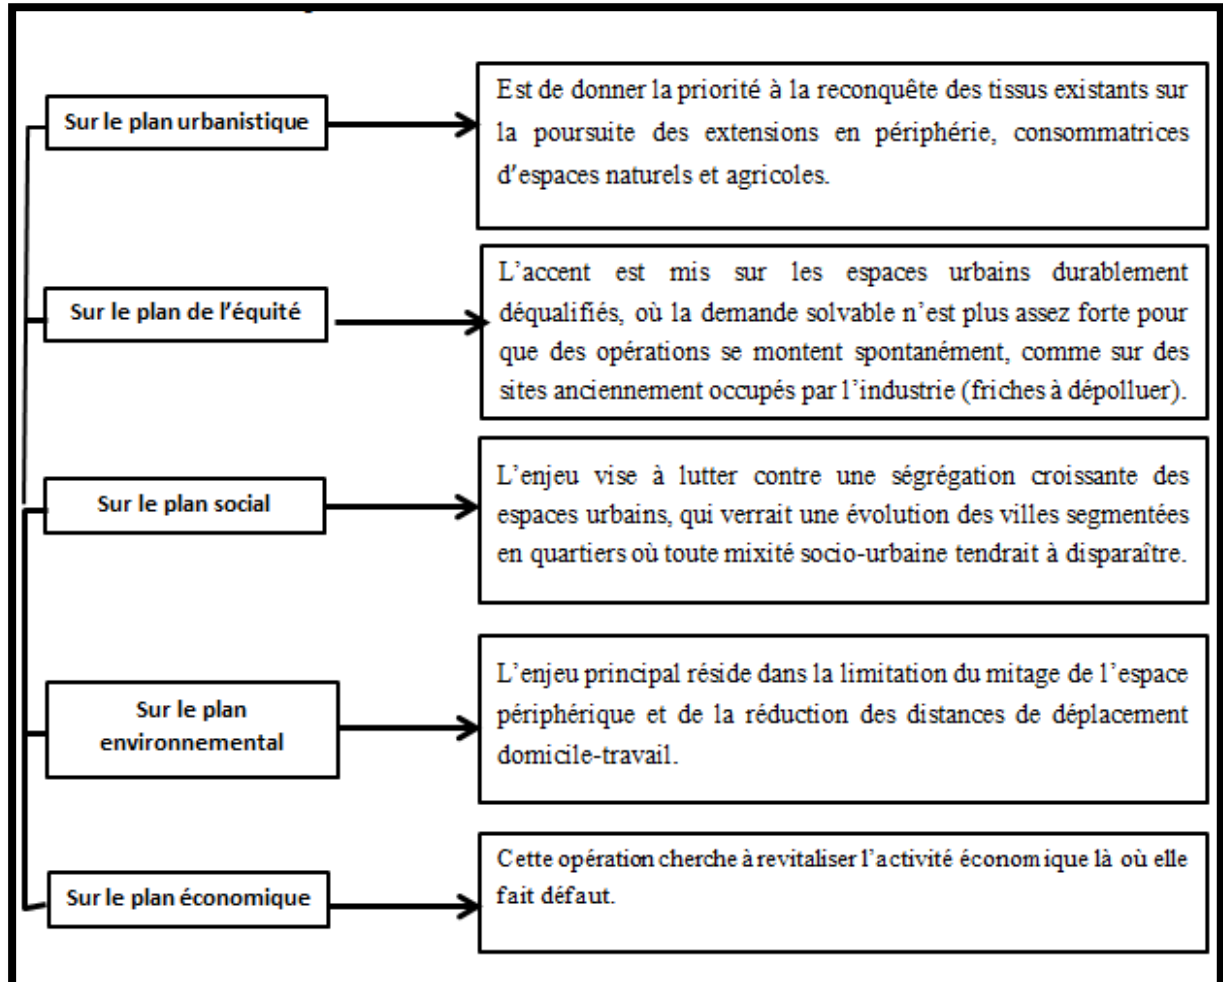 Sur le plan urbanistique
Est de donner la priorité à la reconquête des tissus existants sur
la poursuite des extensions en périphérie, consommatrices
d'espaces naturels et agricoles.
Sur le plan de l'équité
L'accent est mis sur les espaces urbains durablement
déqualifiés, où la demande solvable n'est plus assez forte pour
que des opérations se montent spontanément, comme sur des
sites anciennement occupés par l'industrie (friches à dépolluer).
Sur le plan social
L'enjeu vise à lutter contre une ségrégation croissante des
espaces urbains, qui verrait une évolution des villes segmentées
en quartiers où toute mixité socio-urbaine tendrait à disparaître.
Sur le plan
environnemental
L'enjeu principal réside dans la limitation du mitage de l'espace
périphérique et de la réduction des distances de déplacement
domicile-travail.
Sur le plan économique
Cette opération cherche à revitaliser l'activité économique là où elle
fait défaut.